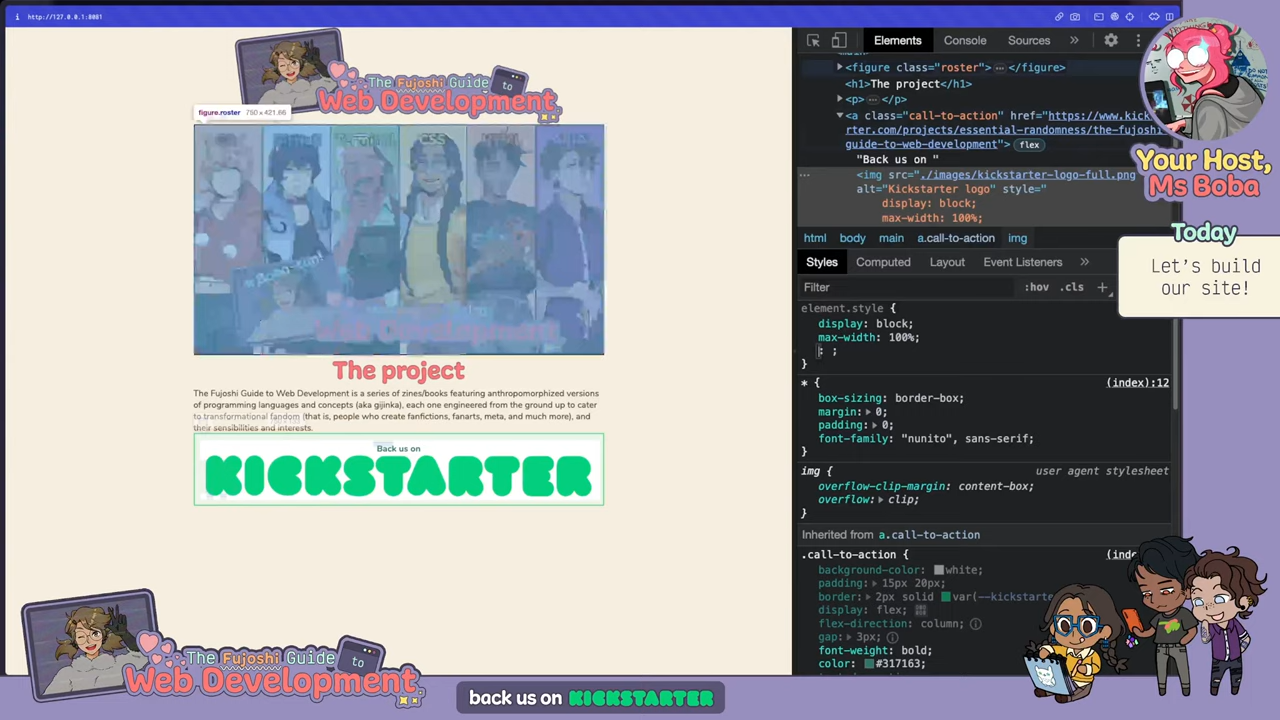 http://127.0.0.1:8081
Elements
Console
Sources
»
<figure class="roster"> … </figure>
<h1>The project</h1>
<p> … </p>
<a class="call-to-action" href="https://www.kick
rter.com/projects/essential-randomness/the-fujoshi
guide-to-web-development"> flex
"Back us on "
<img src="./images/kickstarter-logo-full.png
alt="Kickstarter logo" style="
display: block;
max-width: 100%;
html body main a.call-to-action img
Styles Computed Layout Event Listeners »
Filter
:hov .cls +
element.style {
display: block;
max-width: 100%;
: ;
}
* { (index):12
box-sizing: border-box;
margin: 0;
padding: 0;
font-family: "nunito", sans-serif;
}
img { user agent stylesheet
overflow-clip-margin: content-box;
overflow: clip;
}
Inherited from a.call-to-action
.call-to-action { (inde
background-color: white;
padding: 15px 20px;
border: 2px solid var(--kickstarte
display: flex;
flex-direction: column;
gap: 3px;
font-weight: bold;
color: #317163;
The Fujoshi Guide to
Web Development
figure.roster 750 x 421.86
CSS
Web Development
The project
The Fujoshi Guide to Web Development is a series of zines/books featuring anthropomorphized versions
of programming languages and concepts (aka gijinka), each one engineered from the ground up to cater
to transformational fandom (that is, people who create fanfictions, fanarts, meta, and much more), and
their sensibilities and interests.
Back us on
KICKSTARTER
Your Host,
Ms Boba
Today
Let's build
our site!
The Fujoshi Guide to
Web Development
back us on KICKSTARTER